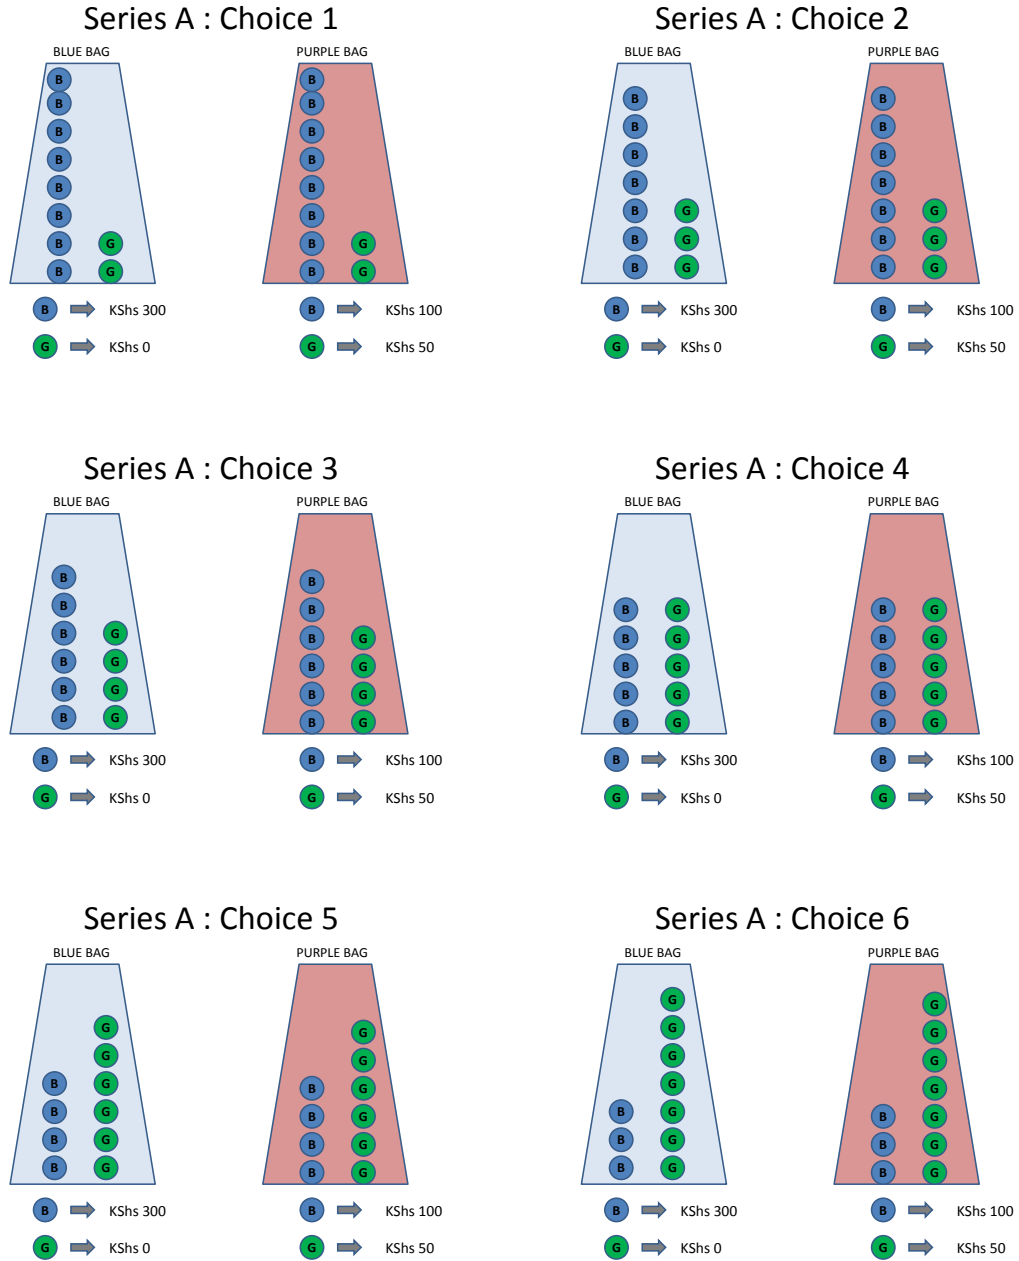 Series A : Choice 1
BLUE BAG PURPLE BAG
B B
B B
B B
B B
B B
B B
B G B G
B G B G
B KShs 300 B KShs 100
G KShs 0 G KShs 50
Series A : Choice 2
BLUE BAG PURPLE BAG
B B
B B
B B
B B
B G B G
B G B G
B G B G
B KShs 300 B KShs 100
G KShs 0 G KShs 50
Series A : Choice 3
BLUE BAG PURPLE BAG
B B
B B
B G B G
B G B G
B G B G
B G B G
B KShs 300 B KShs 100
G KShs 0 G KShs 50
Series A : Choice 4
BLUE BAG PURPLE BAG
B G B G
B G B G
B G B G
B G B G
B G B G
B KShs 300 B KShs 100
G KShs 0 G KShs 50
Series A : Choice 5
BLUE BAG PURPLE BAG
G G
G G
B G B G
B G B G
B G B G
B G B G
B KShs 300 B KShs 100
G KShs 0 G KShs 50
Series A : Choice 6
BLUE BAG PURPLE BAG
G G
G G
G G
G G
B G B G
B G B G
B G B G
B KShs 300 B KShs 100
G KShs 0 G KShs 50